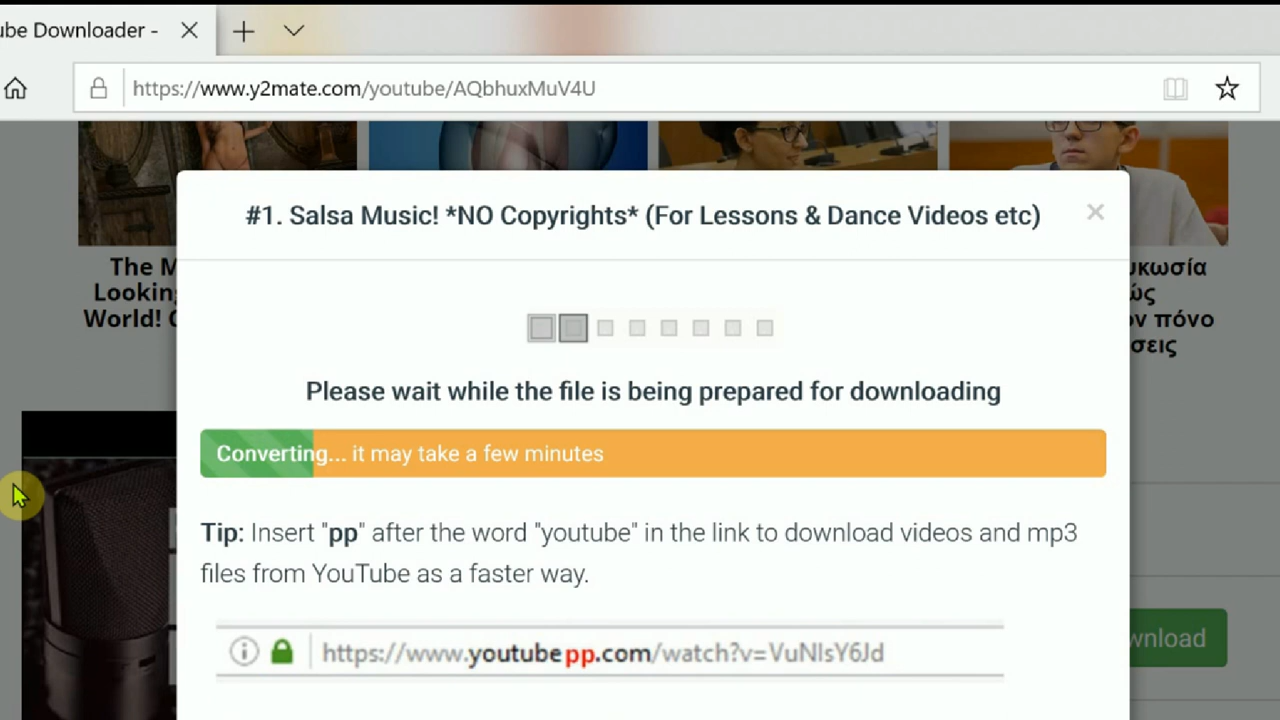 ube Downloader -
https://www.y2mate.com/youtube/AQbhuxMuV4U
#1. Salsa Music! *NO Copyrights* (For Lessons & Dance Videos etc)
The M
Looking
World!
υκωσία
ώς
ον πόνο
σεις
Please wait while the file is being prepared for downloading
Converting... it may take a few minutes
Tip: Insert "pp" after the word "youtube" in the link to download videos and mp3
files from YouTube as a faster way.
https://www.youtubepp.com/watch?v=VuNIsY6Jd
wnload